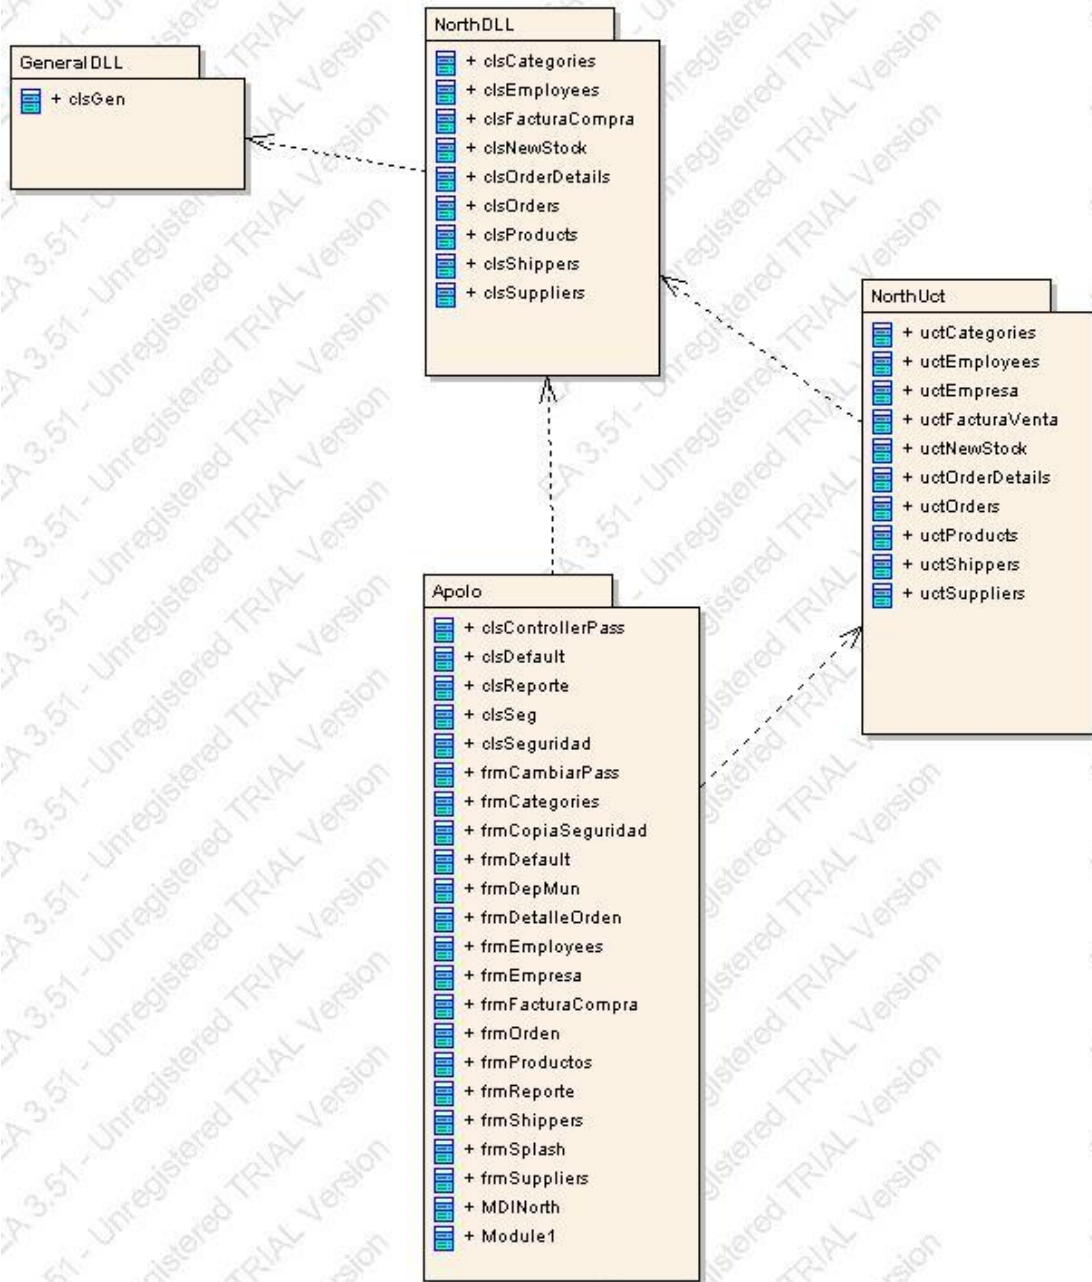 GeneralDLL
+ clsGen
NorthDLL
+ clsCategories
+ clsEmployees
+ clsFacturaCompra
+ clsNewStock
+ clsOrderDetails
+ clsOrders
+ clsProducts
+ clsShippers
+ clsSuppliers
NorthUct
+ uctCategories
+ uctEmployees
+ uctEmpresa
+ uctFacturaVenta
+ uctNewStock
+ uctOrderDetails
+ uctOrders
+ uctProducts
+ uctShippers
+ uctSuppliers
Apolo
+ clsControllerPass
+ clsDefault
+ clsReporte
+ clsSeg
+ clsSeguridad
+ frmCambiarPass
+ frmCategories
+ frmCopiaSeguridad
+ frmDefault
+ frmDepMun
+ frmDetalleOrden
+ frmEmployees
+ frmEmpresa
+ frmFacturaCompra
+ frmOrden
+ frmProductos
+ frmReporte
+ frmShippers
+ frmSplash
+ frmSuppliers
+ MDINorth
+ Module1
EA 3.51 - Unregistered TRIAL Version